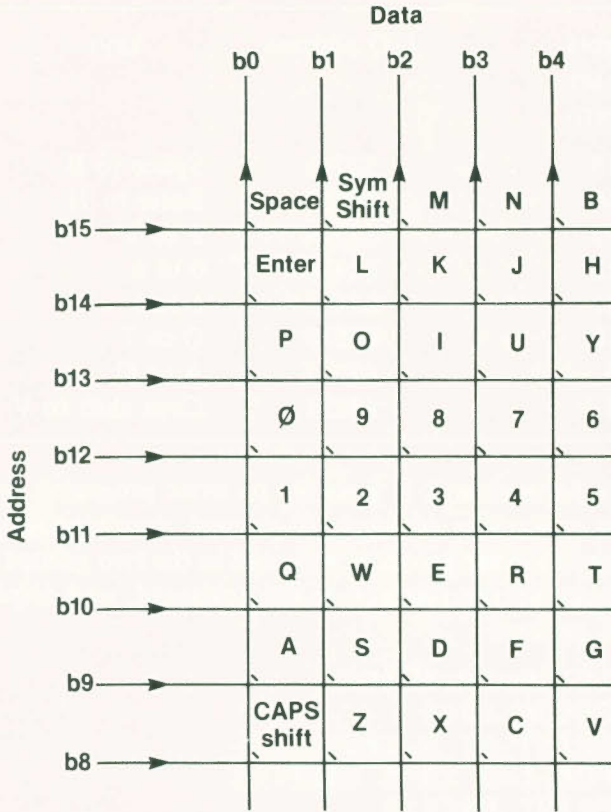 Data
b0 b1 b2 b3 b4
Space Sym Shift M N B
b15
Enter L K J H
b14
P O I U Y
b13
Ø 9 8 7 6
b12
Address
1 2 3 4 5
b11
Q W E R T
b10
A S D F G
b9
CAPS shift Z X C V
b8